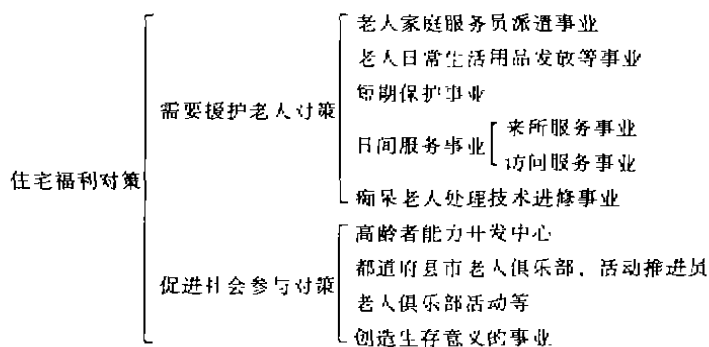 老人家庭服务员派遣事业
老人日常生活用品发放等事业
短期保护事业
需要援护老人对策
来所服务事业
日间服务事业
访问服务事业
住宅福利对策
痴呆老人处理技术进修事业
高龄者能力开发中心
都道府县市老人俱乐部、活动推进员
促进社会参与对策
老人俱乐部活动等
创造生存意义的事业